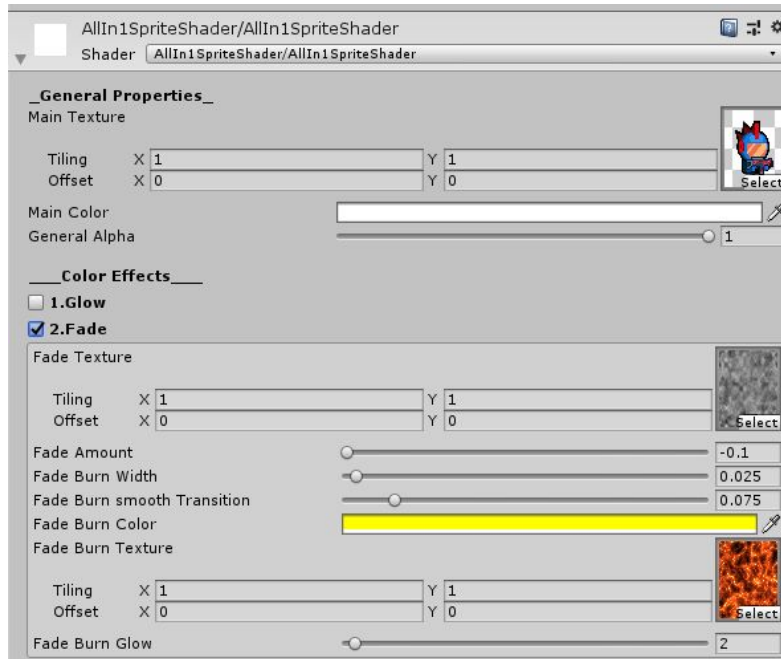 AllIn1SpriteShader/AllIn1SpriteShader
Shader AllIn1SpriteShader/AllIn1SpriteShader
_General Properties_
Main Texture
Tiling X 1 Y 1
Offset X 0 Y 0
Select
Main Color
General Alpha 1
___Color Effects___
1.Glow
2.Fade
Fade Texture
Tiling X 1 Y 1
Offset X 0 Y 0
Select
Fade Amount -0.1
Fade Burn Width 0.025
Fade Burn smooth Transition 0.075
Fade Burn Color
Fade Burn Texture
Tiling X 1 Y 1
Offset X 0 Y 0
Select
Fade Burn Glow 2